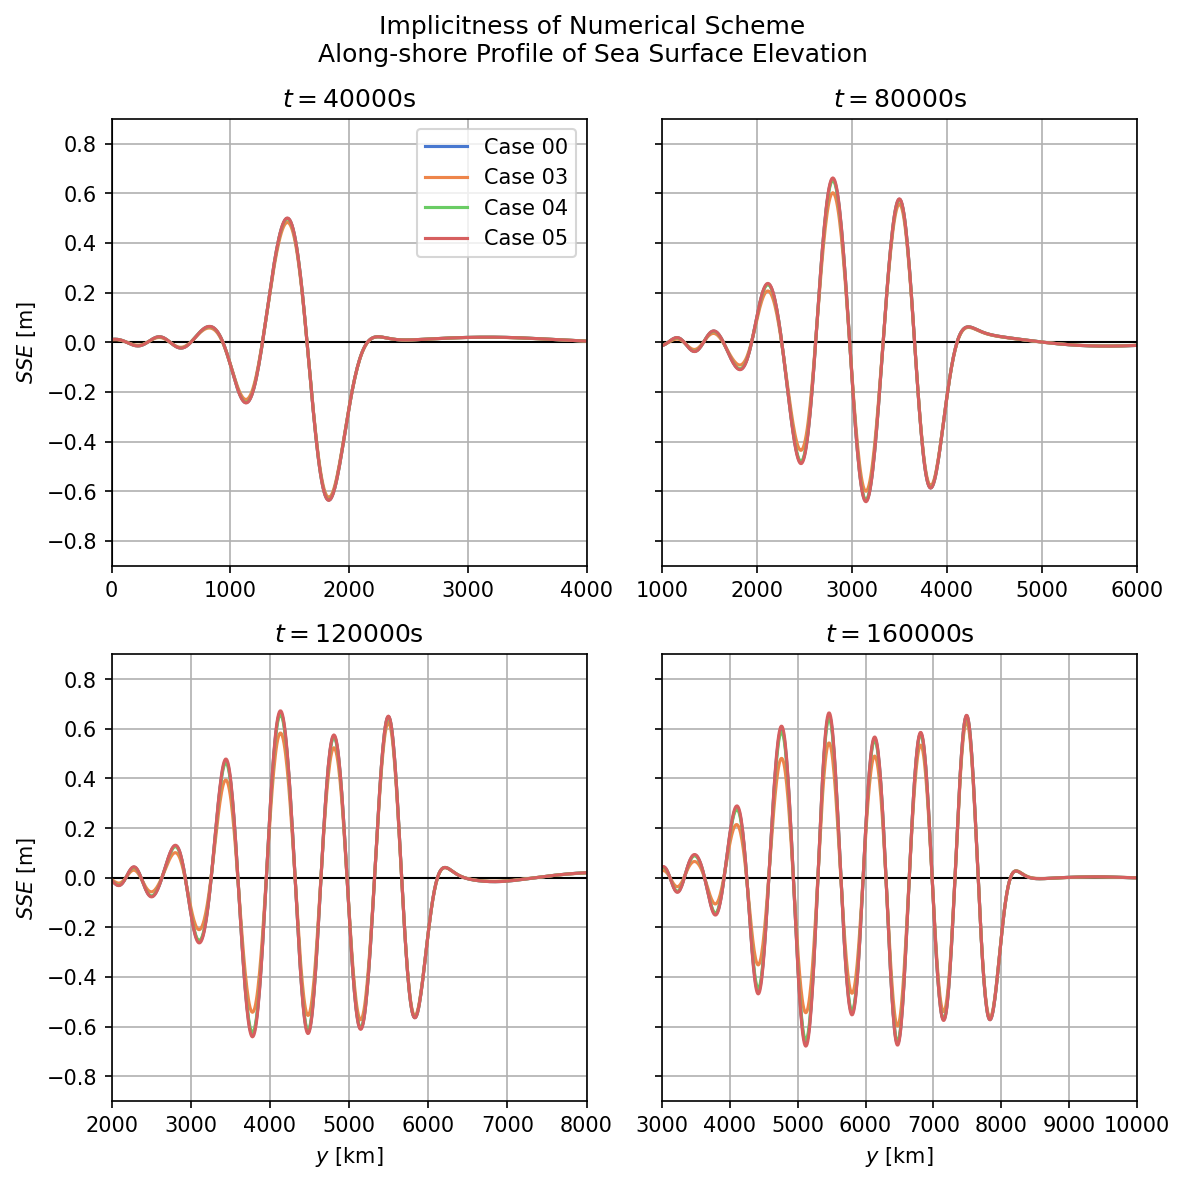 Implicitness of Numerical Scheme
Along-shore Profile of Sea Surface Elevation
t = 40000s
t = 80000s
0.8
0.6
0.4
0.2
0.0
−0.2
−0.4
−0.6
−0.8
SSE [m]
Case 00
Case 03
Case 04
Case 05
0 1000 2000 3000 4000
1000 2000 3000 4000 5000 6000
t = 120000s
t = 160000s
0.8
0.6
0.4
0.2
0.0
−0.2
−0.4
−0.6
−0.8
SSE [m]
2000 3000 4000 5000 6000 7000 8000
3000 4000 5000 6000 7000 8000 9000 10000
y [km]
y [km]